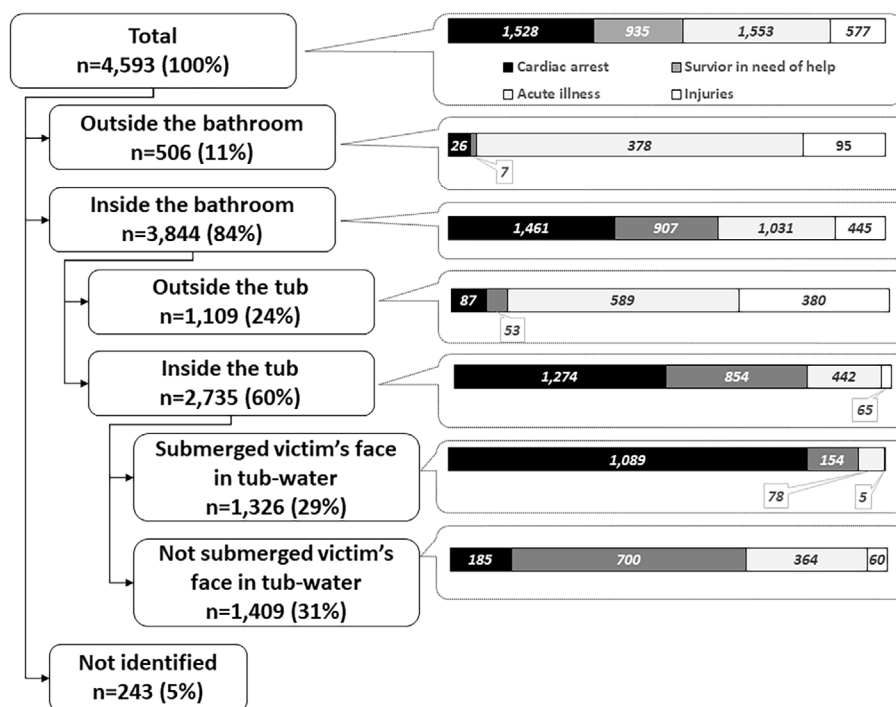 Total
n=4,593 (100%)
1,528 935 1,553 577
Cardiac arrest Survior in need of help
Acute illness Injuries
Outside the bathroom
n=506 (11%)
26 378 95
7
Inside the bathroom
n=3,844 (84%)
1,461 907 1,031 445
Outside the tub
n=1,109 (24%)
87 589 380
53
Inside the tub
n=2,735 (60%)
1,274 854 442
65
Submerged victim's face
in tub-water
n=1,326 (29%)
1,089 154
78 5
Not submerged victim's
face in tub-water
n=1,409 (31%)
185 700 364 60
Not identified
n=243 (5%)